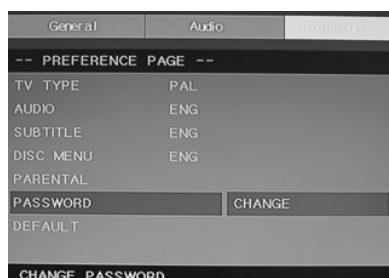 General Audio Preference
-- PREFERENCE PAGE --
TV TYPE PAL
AUDIO ENG
SUBTITLE ENG
DISC MENU ENG
PARENTAL
PASSWORD CHANGE
DEFAULT
CHANGE PASSWORD